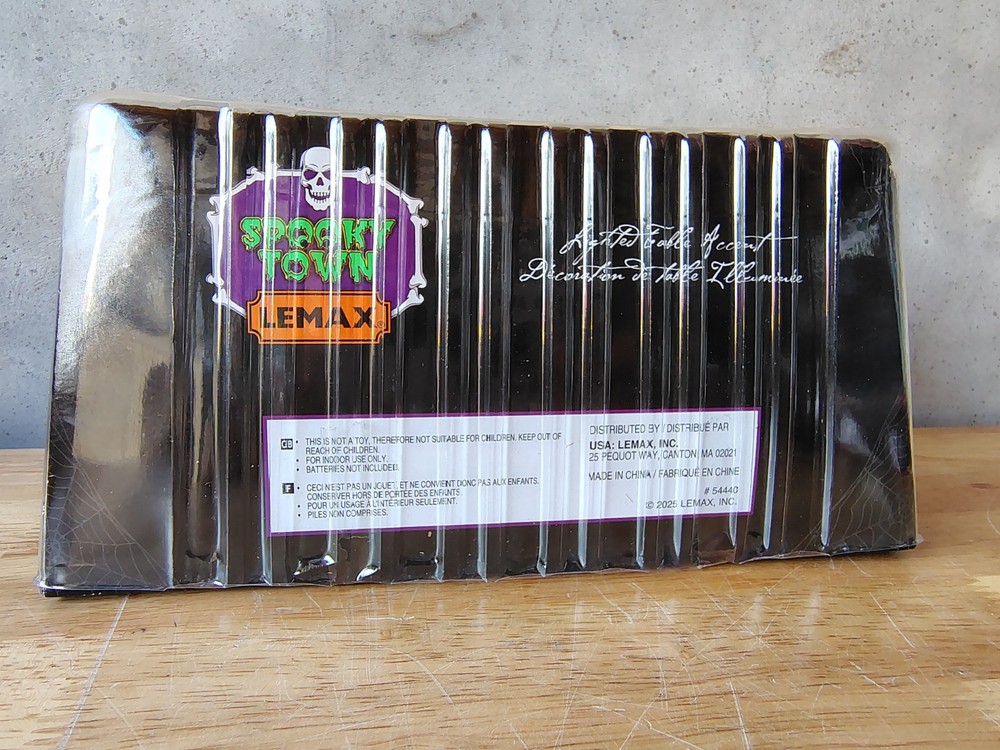 SPOOKY
TOWN
LEMAX
Lighted Table Accent
Décoration de table Illuminée
GB • THIS IS NOT A TOY, THEREFORE NOT SUITABLE FOR CHILDREN. KEEP OUT OF
REACH OF CHILDREN.
• FOR INDOOR USE ONLY.
• BATTERIES NOT INCLUDED.
F • CECI N'EST PAS UN JOUET, ET NE CONVIENT DONC PAS AUX ENFANTS.
CONSERVER HORS DE PORTÉE DES ENFANTS.
• POUR UN USAGE À L'INTÉRIEUR SEULEMENT.
• PILES NON COMPRISES.
DISTRIBUTED BY / DISTRIBUÉ PAR
USA: LEMAX, INC.
25 PEQUOT WAY, CANTON, MA 02021
MADE IN CHINA / FABRIQUÉ EN CHINE
# 54440
© 2025 LEMAX, INC.